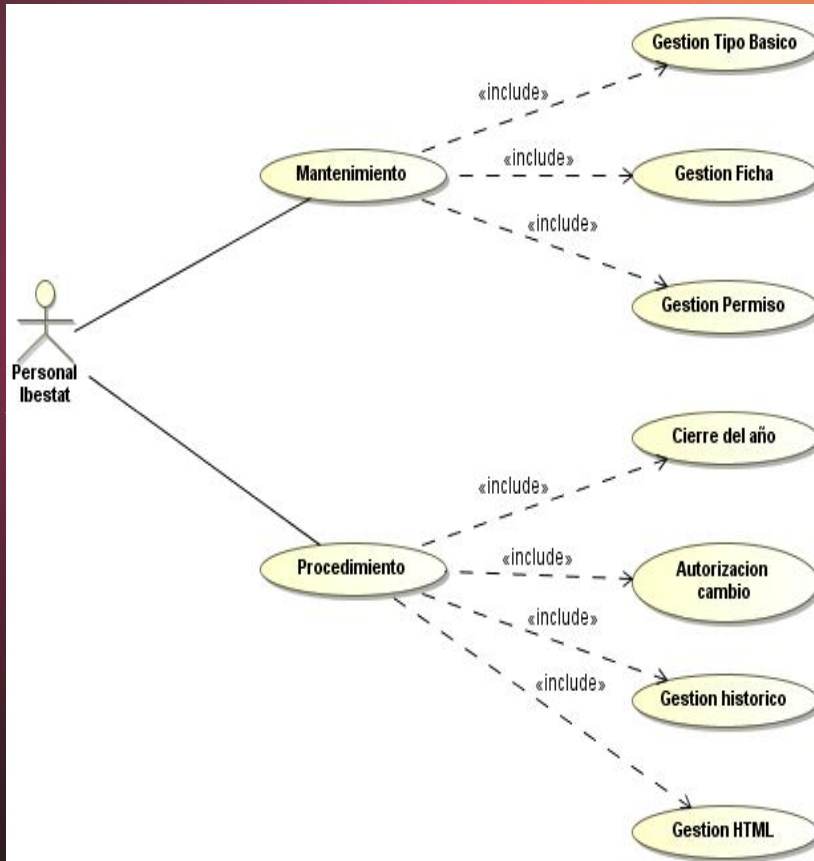 Gestion Tipo Basico
«include»
«include»
Mantenimiento
Gestion Ficha
«include»
Gestion Permiso
Personal
Ibestat
Cierre del año
«include»
«include»
Procedimiento
Autorizacion
cambio
«include»
«include»
Gestion historico
Gestion HTML